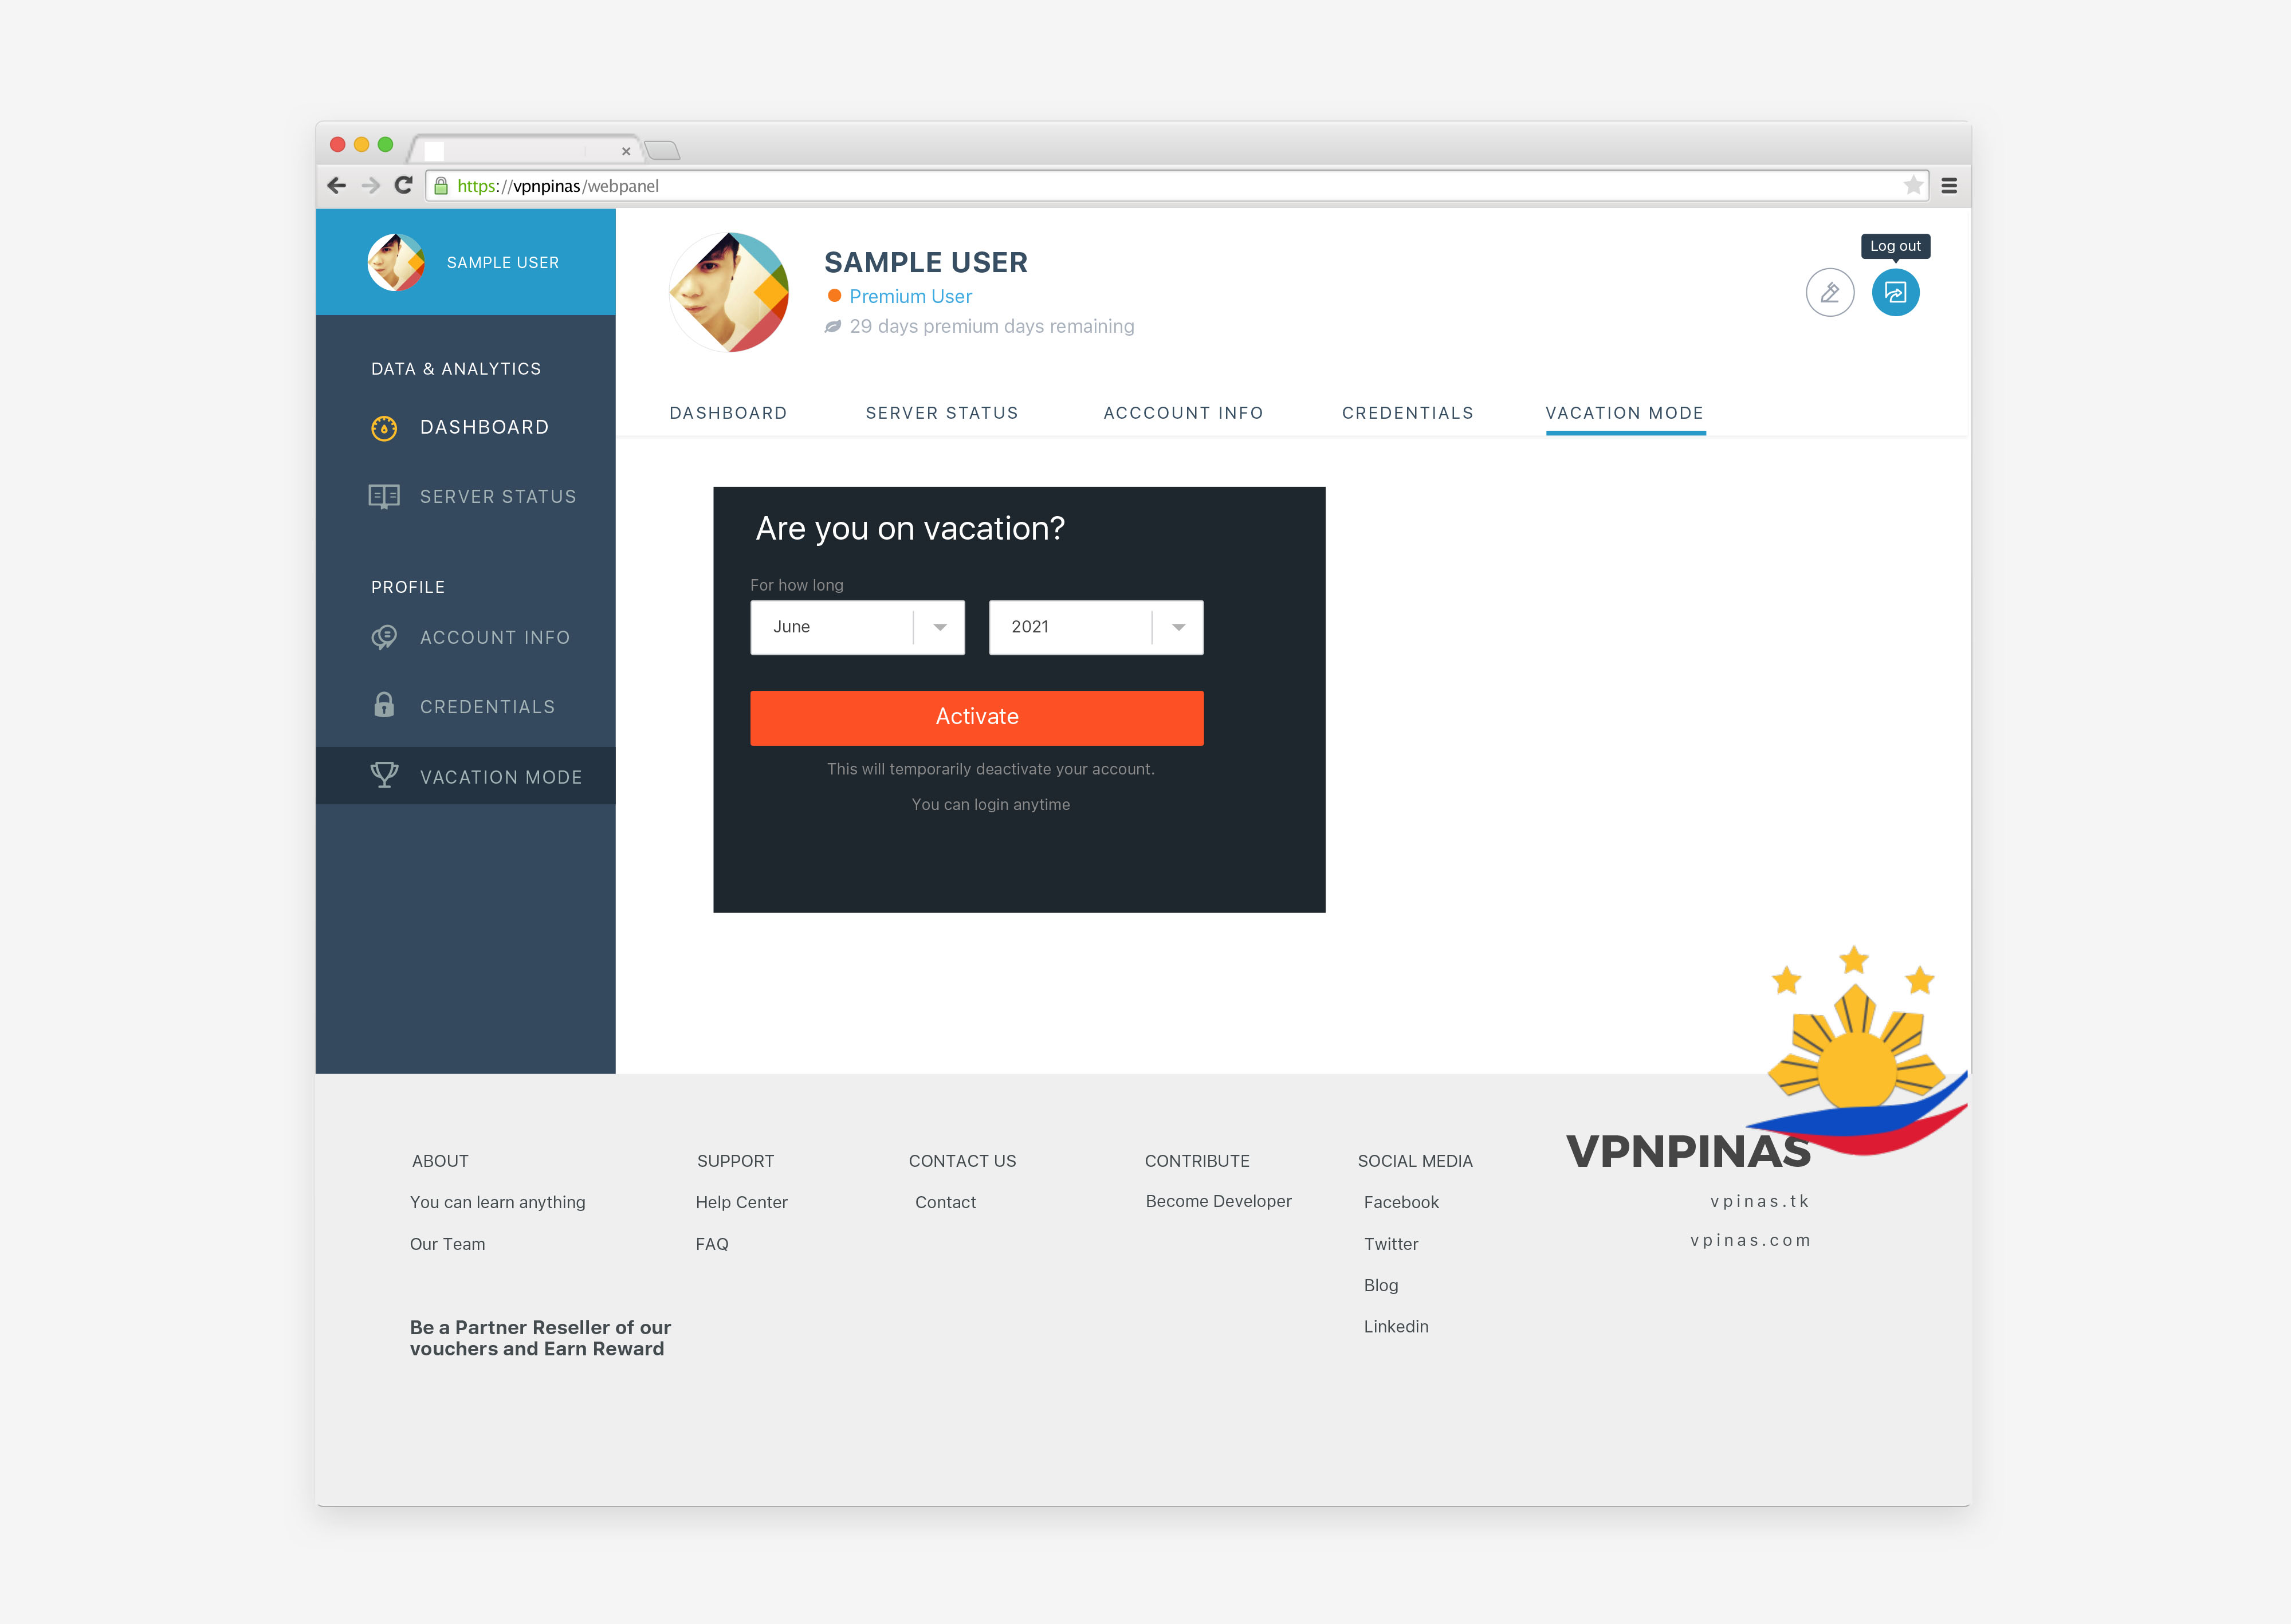 https://vpnpinas/webpanel
SAMPLE USER
DATA & ANALYTICS
DASHBOARD
SERVER STATUS
PROFILE
ACCOUNT INFO
CREDENTIALS
VACATION MODE
SAMPLE USER
Premium User
29 days premium days remaining
Log out
DASHBOARD
SERVER STATUS
ACCCOUNT INFO
CREDENTIALS
VACATION MODE
Are you on vacation?
For how long
June
2021
Activate
This will temporarily deactivate your account.
You can login anytime
ABOUT
You can learn anything
Our Team
Be a Partner Reseller of our
vouchers and Earn Reward
SUPPORT
Help Center
FAQ
CONTACT US
Contact
CONTRIBUTE
Become Developer
SOCIAL MEDIA
Facebook
Twitter
Blog
Linkedin
VPNPINAS
vpinas.tk
vpinas.com